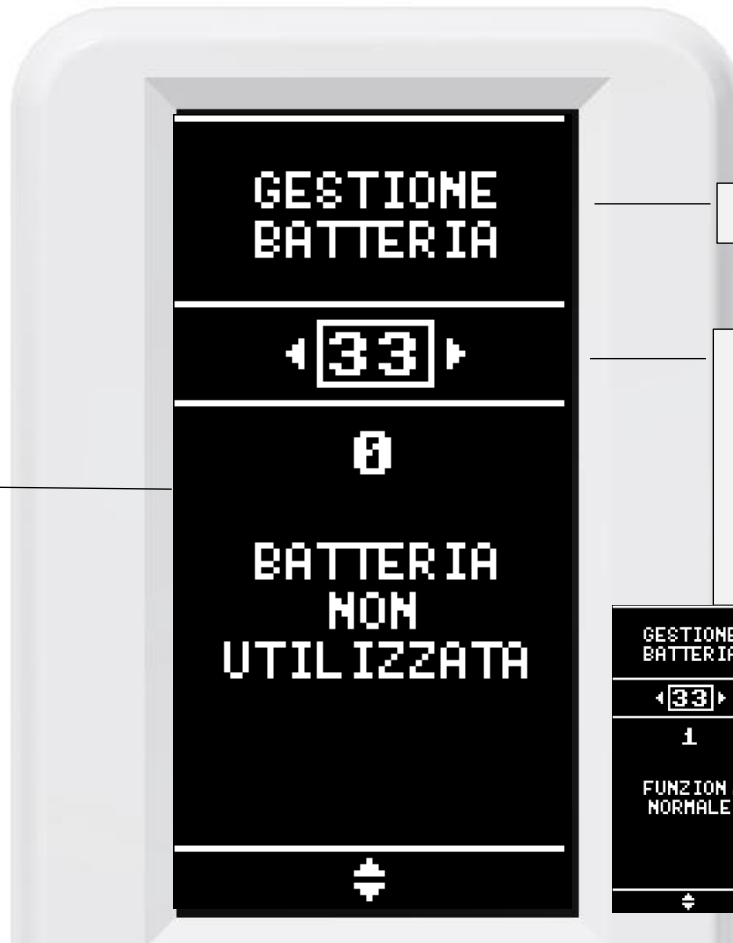 GESTIONE
BATTERIA
33
0
BATTERIA
NON
UTILIZZATA
GESTIONE
BATTERIA
33
1
FUNZION
NORMALE